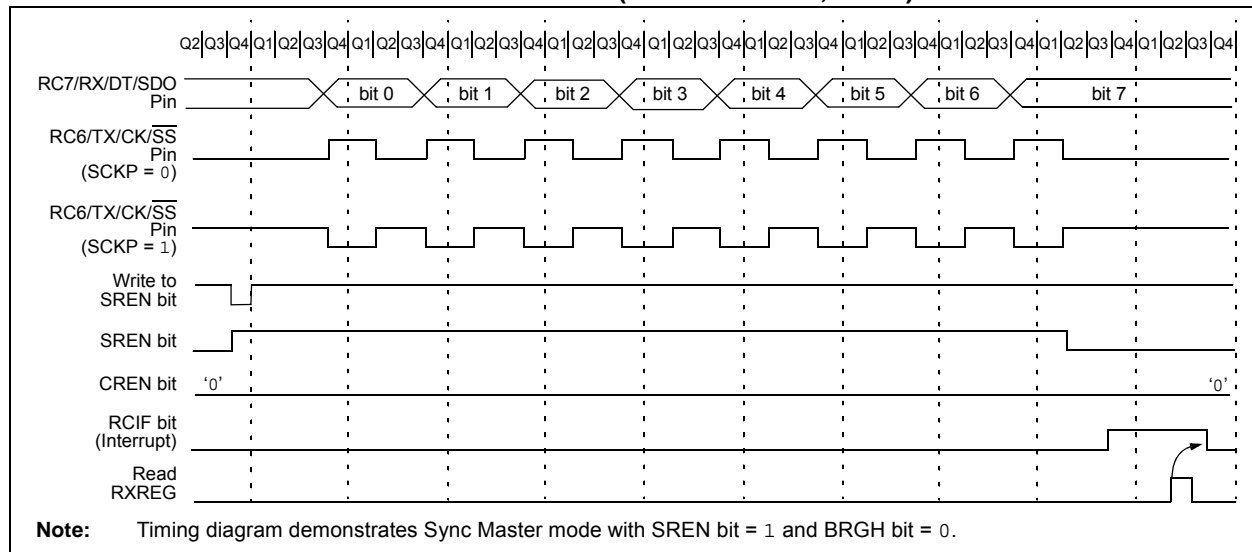 Q2 Q3 Q4 Q1 Q2 Q3 Q4 Q1 Q2 Q3 Q4 Q1 Q2 Q3 Q4 Q1 Q2 Q3 Q4 Q1 Q2 Q3 Q4 Q1 Q2 Q3 Q4 Q1 Q2 Q3 Q4 Q1 Q2 Q3 Q4 Q1 Q2 Q3 Q4 Q1 Q2 Q3 Q4
RC7/RX/DT/SDO
Pin
bit 0 bit 1 bit 2 bit 3 bit 4 bit 5 bit 6 bit 7
RC6/TX/CK/SS
Pin
(SCKP = 0)
RC6/TX/CK/SS
Pin
(SCKP = 1)
Write to
SREN bit
SREN bit
CREN bit ‘0’ ‘0’
RCIF bit
(Interrupt)
Read
RXREG
Note: Timing diagram demonstrates Sync Master mode with SREN bit = 1 and BRGH bit = 0.